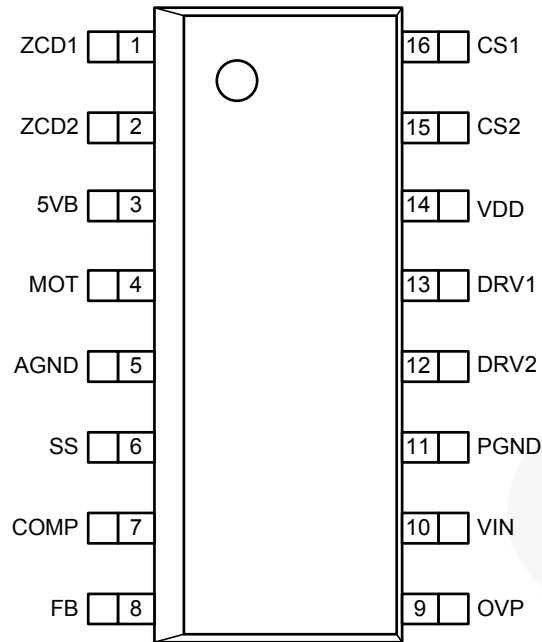 ZCD1 1 16 CS1
ZCD2 2 15 CS2
5VB 3 14 VDD
MOT 4 13 DRV1
AGND 5 12 DRV2
SS 6 11 PGND
COMP 7 10 VIN
FB 8 9 OVP